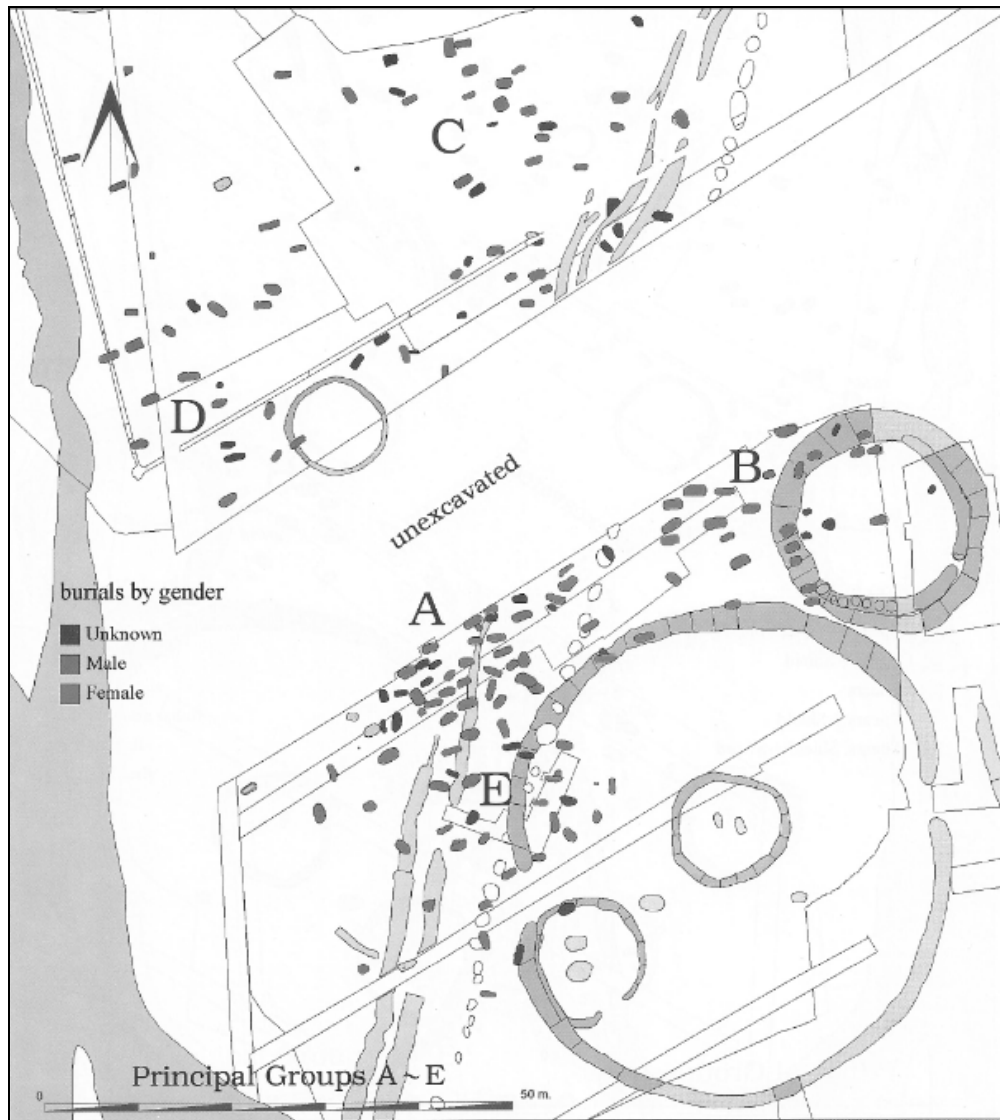 C
D
B
unexcavated
burials by gender
Unknown
Male
Female
A
E
Principal Groups A~E
0 50 m.